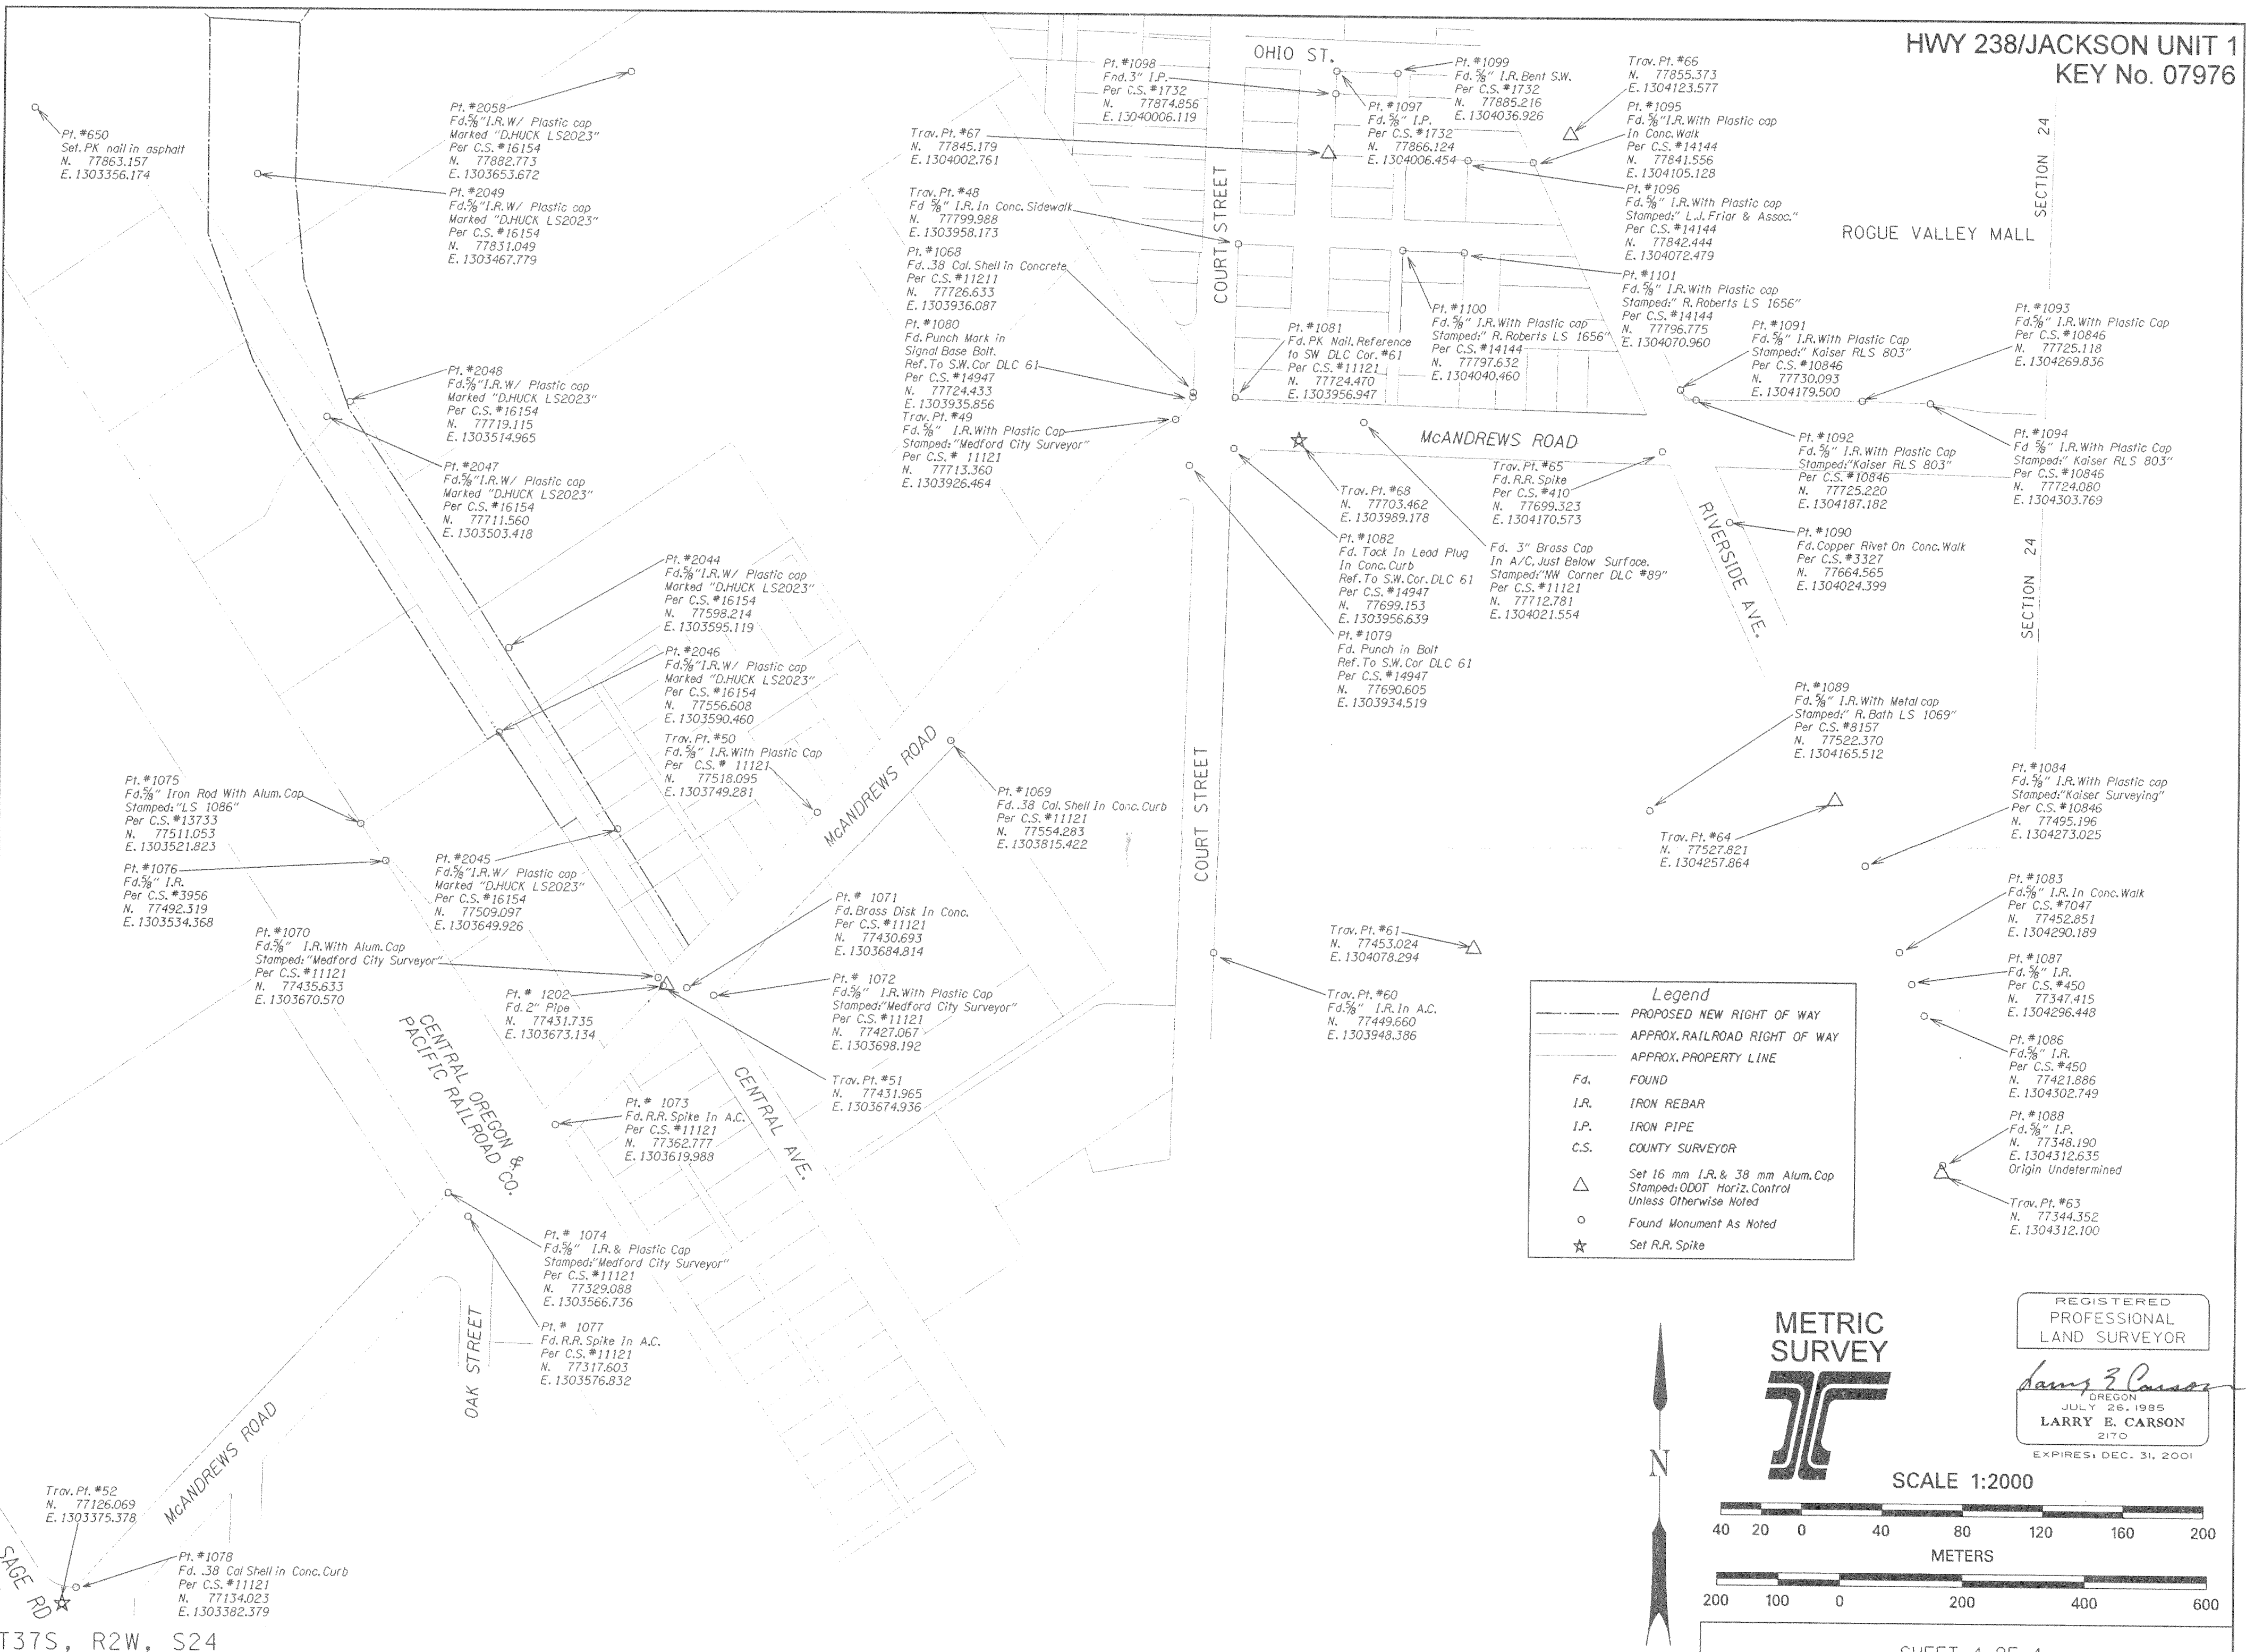 HWY 238/JACKSON UNIT 1
KEY No. 07976
Pt. #650
Set. PK nail in asphalt
N. 77863.157
E. 1303356.174
Pt. #2058
Fd. 5/8" I.R. W/ Plastic cap
Marked "D.HUCK LS2023"
Per C.S. #16154
N. 77882.773
E. 1303653.672
Pt. #2049
Fd. 5/8" I.R. W/ Plastic cap
Marked "D.HUCK LS2023"
Per C.S. #16154
N. 77831.049
E. 1303467.779
Pt. #2048
Fd. 5/8" I.R. W/ Plastic cap
Marked "D.HUCK LS2023"
Per C.S. #16154
N. 77719.115
E. 1303514.965
Pt. #2047
Fd. 5/8" I.R. W/ Plastic cap
Marked "D.HUCK LS2023"
Per C.S. #16154
N. 77711.560
E. 1303503.418
Pt. #2044
Fd. 5/8" I.R. W/ Plastic cap
Marked "D.HUCK LS2023"
Per C.S. #16154
N. 77598.214
E. 1303595.119
Pt. #2046
Fd. 5/8" I.R. W/ Plastic cap
Marked "D.HUCK LS2023"
Per C.S. #16154
N. 77556.608
E. 1303590.460
Trav. Pt. #50
Fd. 5/8" I.R. With Plastic Cap
Per C.S. # 11121
N. 77518.095
E. 1303749.281
Pt. #1098
Fnd. 3" I.P.
Per C.S. #1732
N. 77874.856
E. 13040006.119
OHIO ST.
Pt. #1099
Fd. 5/8" I.R. Bent S.W.
Per C.S. #1732
N. 77885.216
E. 1304036.926
Pt. #1097
Fd. 5/8" I.P.
Per C.S. #1732
N. 77866.124
E. 1304006.454
Trav. Pt. #66
N. 77855.373
E. 1304123.577
Pt. #1095
Fd. 5/8" I.R. With Plastic cap
In Conc. Walk
Per C.S. #14144
N. 77841.556
E. 1304105.128
Pt. #1096
Fd. 5/8" I.R. With Plastic cap
Stamped:" L.J. Friar & Assoc."
Per C.S. #14144
N. 77842.444
E. 1304072.479
Pt. #1101
Fd. 5/8" I.R. With Plastic cap
Stamped:" R. Roberts LS 1656"
Per C.S. #14144
N. 77796.775
E. 1304070.960
Trav. Pt. #67
N. 77845.179
E. 1304002.761
Trav. Pt. #48
Fd 5/8" I.R. In Conc. Sidewalk
N. 77799.988
E. 1303958.173
Pt. #1068
Fd. .38 Cal. Shell in Concrete
Per C.S. #11211
N. 77726.633
E. 1303936.087
Pt. #1080
Fd. Punch Mark in
Signal Base Bolt.
Ref. To S.W. Cor DLC 61
Per C.S. #14947
N. 77724.433
E. 1303935.856
Trav. Pt. #49
Fd. 5/8" I.R. With Plastic Cap
Stamped: "Medford City Surveyor"
Per C.S. # 11121
N. 77713.360
E. 1303926.464
COURT STREET
Pt. #1081
Fd. PK Nail. Reference
to SW DLC Cor. #61
Per C.S. #11121
N. 77724.470
E. 1303956.947
Pt. #1100
Fd. 5/8" I.R. With Plastic cap
Stamped:" R. Roberts LS 1656"
Per C.S. #14144
N. 77797.632
E. 1304040.460
Pt. #1091
Fd. 5/8" I.R. With Plastic Cap
Stamped:" Kaiser RLS 803"
Per C.S. #10846
N. 77730.093
E. 1304179.500
SECTION 24
ROGUE VALLEY MALL
Pt. #1093
Fd. 5/8" I.R. With Plastic Cap
Per C.S. #10846
N. 77725.118
E. 1304269.836
McANDREWS ROAD
Pt. #1092
Fd. 5/8" I.R. With Plastic Cap
Stamped:"Kaiser RLS 803"
Per C.S. #10846
N. 77725.220
E. 1304187.182
Pt. #1094
Fd 5/8" I.R. With Plastic Cap
Stamped:" Kaiser RLS 803"
Per C.S. #10846
N. 77724.080
E. 1304303.769
Trav. Pt. #68
N. 77703.462
E. 1303989.178
Trav. Pt. #65
Fd. R.R. Spike
Per C.S. #410
N. 77699.323
E. 1304170.573
RIVERSIDE AVE.
Pt. #1090
Fd. Copper Rivet On Conc. Walk
Per C.S. #3327
N. 77664.565
E. 1304024.399
SECTION 24
Pt. #1082
Fd. Tack In Lead Plug
In Conc. Curb
Ref. To S.W. Cor. DLC 61
Per C.S. #14947
N. 77699.153
E. 1303956.639
Fd. 3" Brass Cap
In A/C, Just Below Surface.
Stamped:"NW Corner DLC #89"
Per C.S. #11121
N. 77712.781
E. 1304021.554
Pt. #1079
Fd. Punch in Bolt
Ref. To S.W. Cor DLC 61
Per C.S. #14947
N. 77690.605
E. 1303934.519
Pt. #1089
Fd. 5/8" I.R. With Metal cap
Stamped:" R. Bath LS 1069"
Per C.S. #8157
N. 77522.370
E. 1304165.512
Trav. Pt. #64
N. 77527.821
E. 1304257.864
Pt. #1084
Fd. 5/8" I.R. With Plastic cap
Stamped:"Kaiser Surveying"
Per C.S. #10846
N. 77495.196
E. 1304273.025
Pt. #1083
Fd. 5/8" I.R. In Conc. Walk
Per C.S. #7047
N. 77452.851
E. 1304290.189
Pt. #1087
Fd. 5/8" I.R.
Per C.S. #450
N. 77347.415
E. 1304296.448
Pt. #1086
Fd. 5/8" I.R.
Per C.S. #450
N. 77421.886
E. 1304302.749
Pt. #1088
Fd. 5/8" I.P.
N. 77348.190
E. 1304312.635
Origin Undetermined
Trav. Pt. #63
N. 77344.352
E. 1304312.100
McANDREWS ROAD
Pt. #1069
Fd. .38 Cal. Shell In Conc. Curb
Per C.S. #11121
N. 77554.283
E. 1303815.422
COURT STREET
Trav. Pt. #61
N. 77453.024
E. 1304078.294
Trav. Pt. #60
Fd. 5/8" I.R. In A.C.
N. 77449.660
E. 1303948.386
Pt. #1075
Fd. 5/8" Iron Rod With Alum. Cap
Stamped: "LS 1086"
Per C.S. #13733
N. 77511.053
E. 1303521.823
Pt. #1076
Fd. 5/8" I.R.
Per C.S. #3956
N. 77492.319
E. 1303534.368
Pt. #2045
Fd. 5/8" I.R. W/ Plastic cap
Marked "D.HUCK LS2023"
Per C.S. #16154
N. 77509.097
E. 1303649.926
Pt. #1070
Fd. 5/8" I.R. With Alum. Cap
Stamped: "Medford City Surveyor"
Per C.S. #11121
N. 77435.633
E. 1303670.570
Pt. # 1202
Fd. 2" Pipe
N. 77431.735
E. 1303673.134
Pt. # 1071
Fd. Brass Disk In Conc.
Per C.S. #11121
N. 77430.693
E. 1303684.814
Pt. # 1072
Fd. 5/8" I.R. With Plastic Cap
Stamped:"Medford City Surveyor"
Per C.S. #11121
N. 77427.067
E. 1303698.192
Trav. Pt. #51
N. 77431.965
E. 1303674.936
CENTRAL OREGON &
PACIFIC RAILROAD CO.
CENTRAL AVE.
Pt. # 1073
Fd. R.R. Spike In A.C.
Per C.S. #11121
N. 77362.777
E. 1303619.988
Pt. # 1074
Fd. 5/8" I.R. & Plastic Cap
Stamped:"Medford City Surveyor"
Per C.S. #11121
N. 77329.088
E. 1303566.736
Pt. # 1077
Fd. R.R. Spike In A.C.
Per C.S. #11121
N. 77317.603
E. 1303576.832
OAK STREET
McANDREWS ROAD
Trav. Pt. #52
N. 77126.069
E. 1303375.378
SAGE RD
Pt. #1078
Fd. .38 Cal Shell in Conc. Curb
Per C.S. #11121
N. 77134.023
E. 1303382.379
T37S, R2W, S24
Legend
PROPOSED NEW RIGHT OF WAY
APPROX. RAILROAD RIGHT OF WAY
APPROX. PROPERTY LINE
Fd. FOUND
I.R. IRON REBAR
I.P. IRON PIPE
C.S. COUNTY SURVEYOR
Set 16 mm I.R. & 38 mm Alum. Cap
Stamped: ODOT Horiz. Control
Unless Otherwise Noted
Found Monument As Noted
Set R.R. Spike
N
METRIC
SURVEY
REGISTERED
PROFESSIONAL
LAND SURVEYOR
Larry E Carson
OREGON
JULY 26, 1985
LARRY E. CARSON
2170
EXPIRES: DEC. 31, 2001
SCALE 1:2000
40 20 0 40 80 120 160 200
METERS
200 100 0 200 400 600
SHEET 4 OF 4